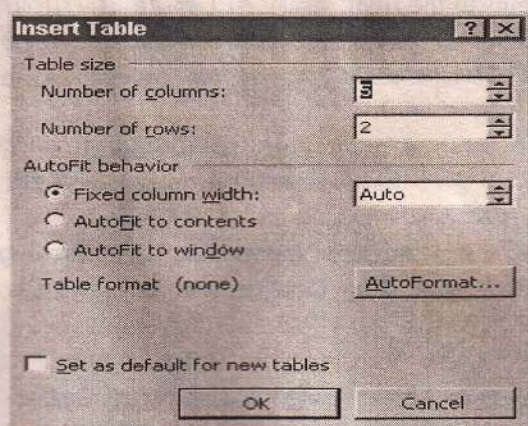 Insert Table
Table size
Number of columns: 5
Number of rows: 2
AutoFit behavior
Fixed column width: Auto
AutoFit to contents
AutoFit to window
Table format (none) AutoFormat...
Set as default for new tables
OK Cancel